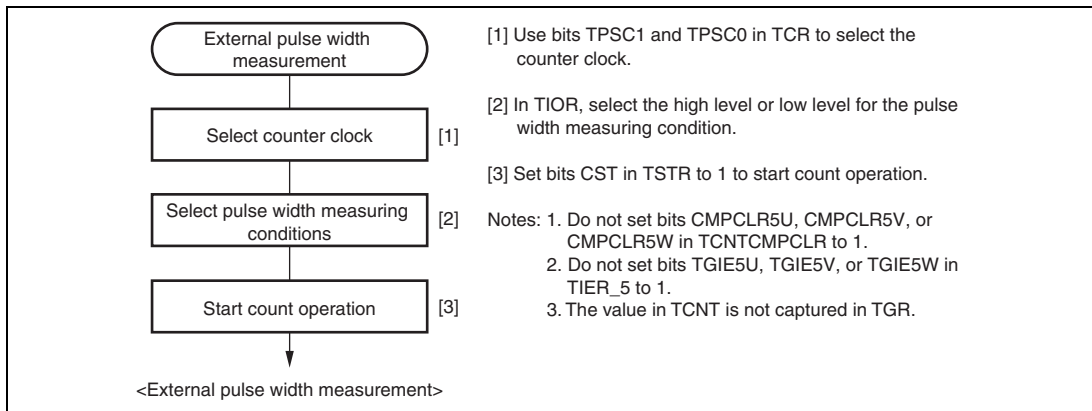 External pulse width
measurement
Select counter clock
[1]
Select pulse width measuring
conditions
[2]
Start count operation
[3]
<External pulse width measurement>
[1] Use bits TPSC1 and TPSC0 in TCR to select the
counter clock.
[2] In TIOR, select the high level or low level for the pulse
width measuring condition.
[3] Set bits CST in TSTR to 1 to start count operation.
Notes: 1. Do not set bits CMPCLR5U, CMPCLR5V, or
CMPCLR5W in TCNTCMPCLR to 1.
2. Do not set bits TGIE5U, TGIE5V, or TGIE5W in
TIER_5 to 1.
3. The value in TCNT is not captured in TGR.